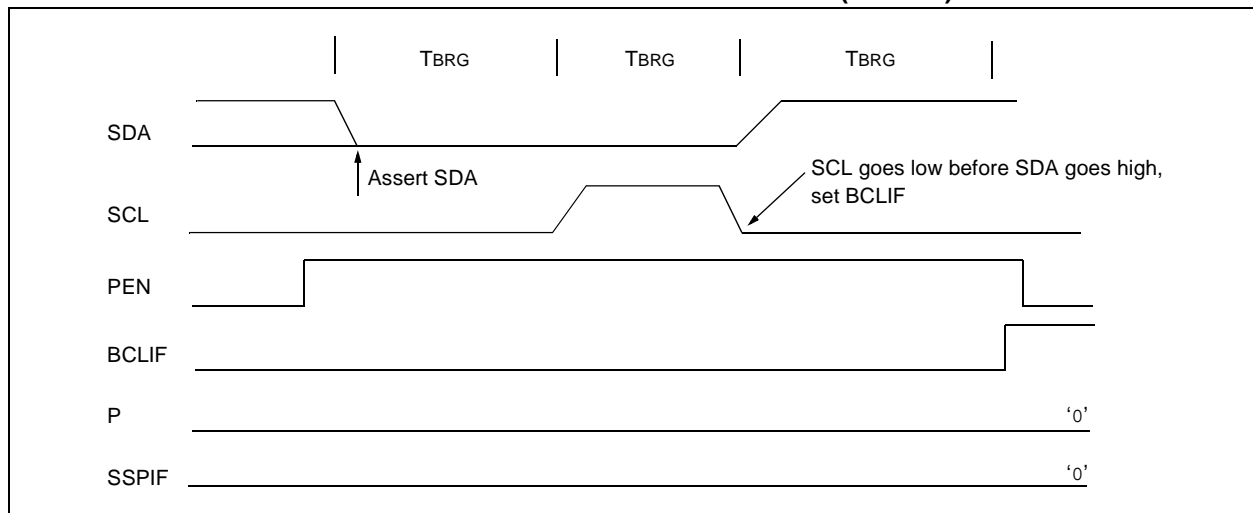 TBRG TBRG TBRG
SDA
Assert SDA
SCL goes low before SDA goes high,
set BCLIF
SCL
PEN
BCLIF
P '0'
SSPIF '0'